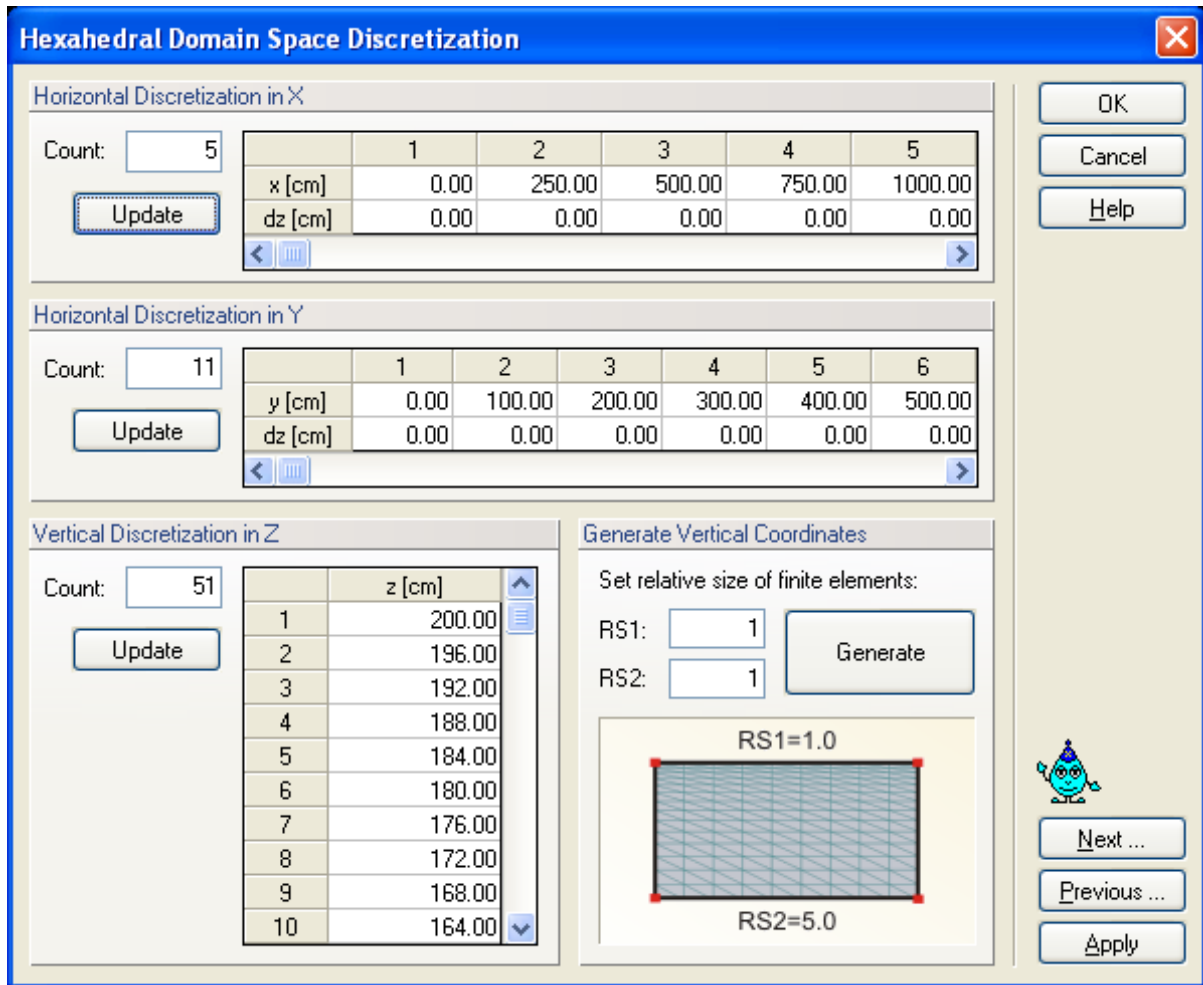 Hexahedral Domain Space Discretization
Horizontal Discretization in X
OK
Count: 5
1 2 3 4 5
Cancel
x [cm] 0.00 250.00 500.00 750.00 1000.00
Update
dz [cm] 0.00 0.00 0.00 0.00 0.00
Help
Horizontal Discretization in Y
Count: 11
1 2 3 4 5 6
y [cm] 0.00 100.00 200.00 300.00 400.00 500.00
Update
dz [cm] 0.00 0.00 0.00 0.00 0.00 0.00
Vertical Discretization in Z
Count: 51
Update
z [cm]
1 200.00
2 196.00
3 192.00
4 188.00
5 184.00
6 180.00
7 176.00
8 172.00
9 168.00
10 164.00
Generate Vertical Coordinates
Set relative size of finite elements:
RS1: 1
Generate
RS2: 1
RS1=1.0
RS2=5.0
Next ...
Previous ...
Apply